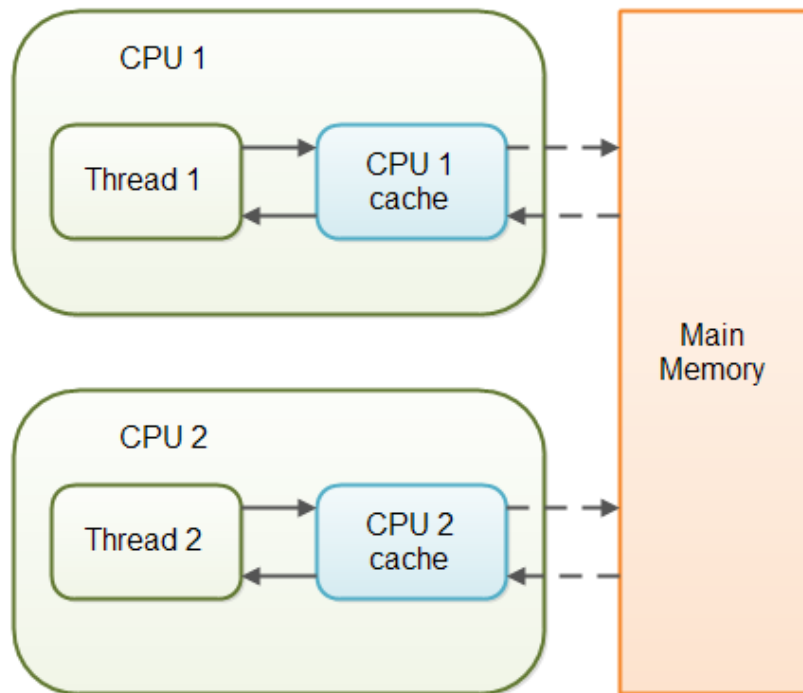 CPU 1
Thread 1
CPU 1
cache
Main
Memory
CPU 2
Thread 2
CPU 2
cache